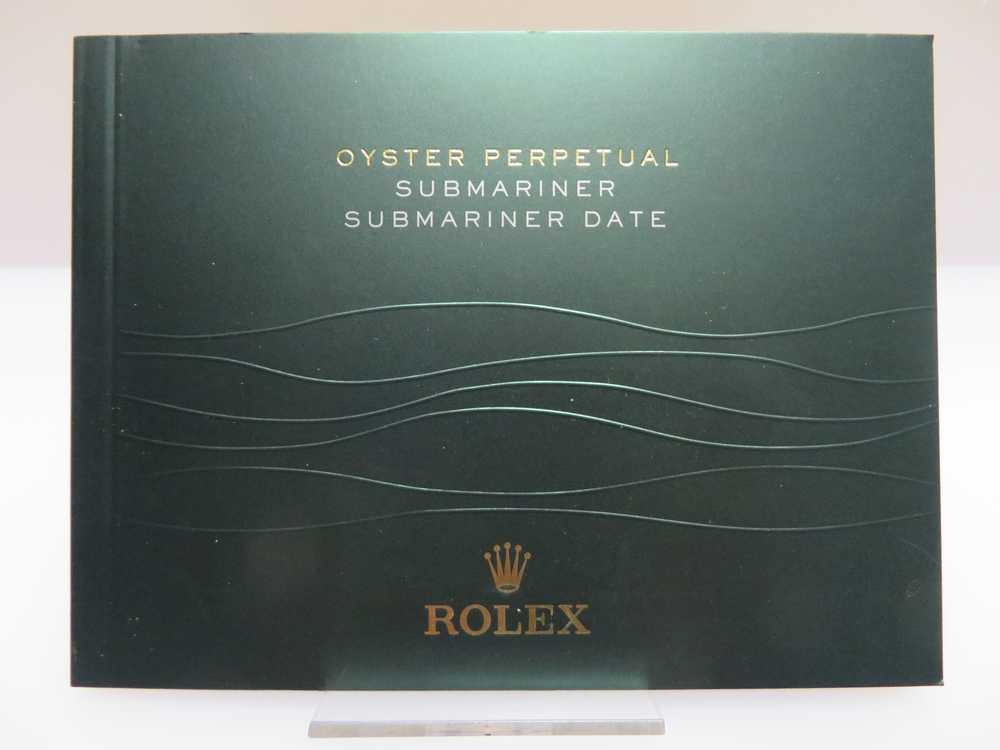 OYSTER PERPETUAL
SUBMARINER
SUBMARINER DATE
ROLEX